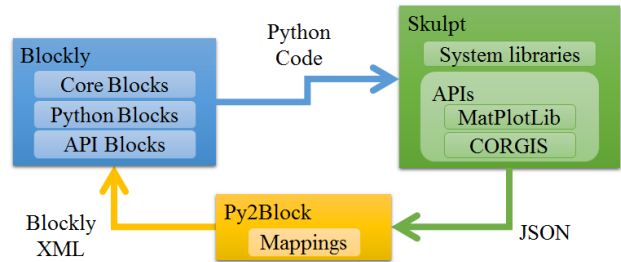 Blockly
Core Blocks
Python Blocks
API Blocks
Python
Code
Skulpt
System libraries
APIs
MatPlotLib
CORGIS
JSON
Py2Block
Mappings
Blockly
XML